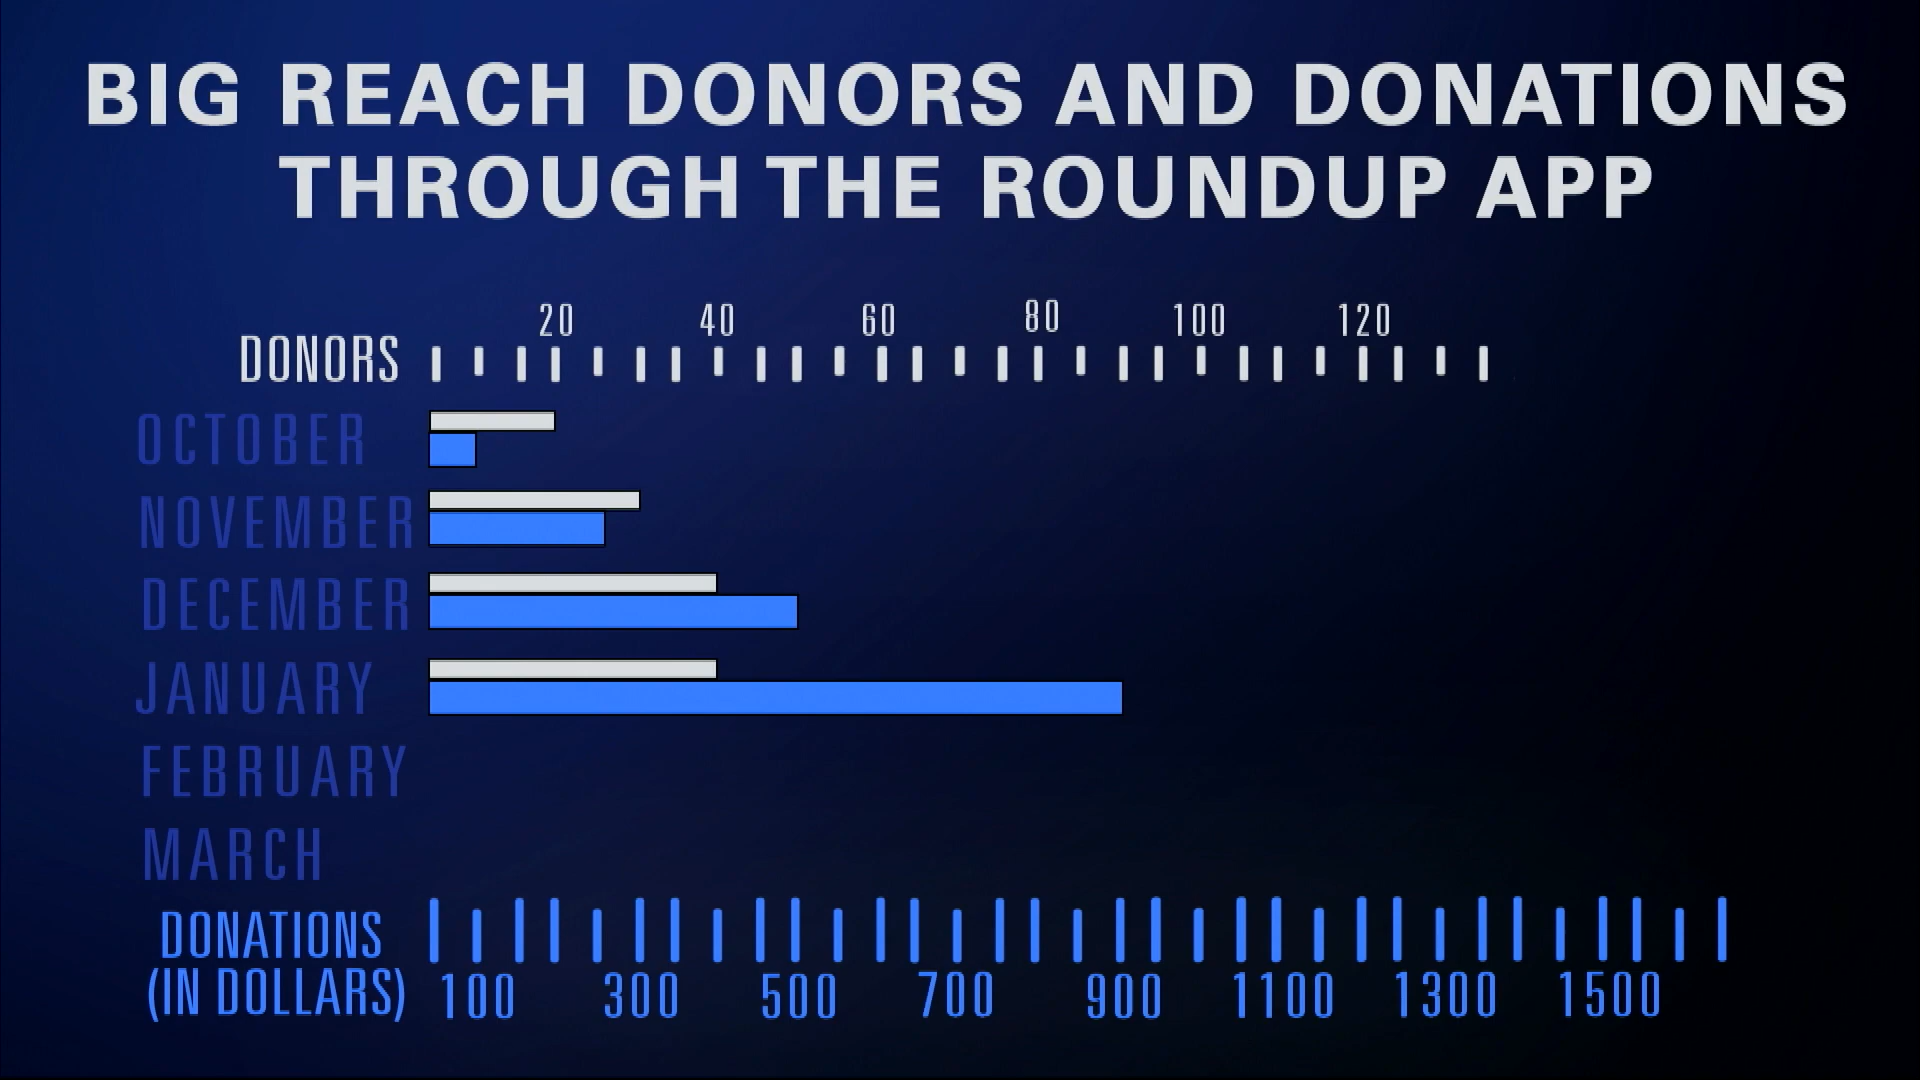 BIG REACH DONORS AND DONATIONS
THROUGH THE ROUNDUP APP
20 40 60 80 100 120
DONORS
OCTOBER
NOVEMBER
DECEMBER
JANUARY
FEBRUARY
MARCH
DONATIONS
(IN DOLLARS)
100 300 500 700 900 1100 1300 1500